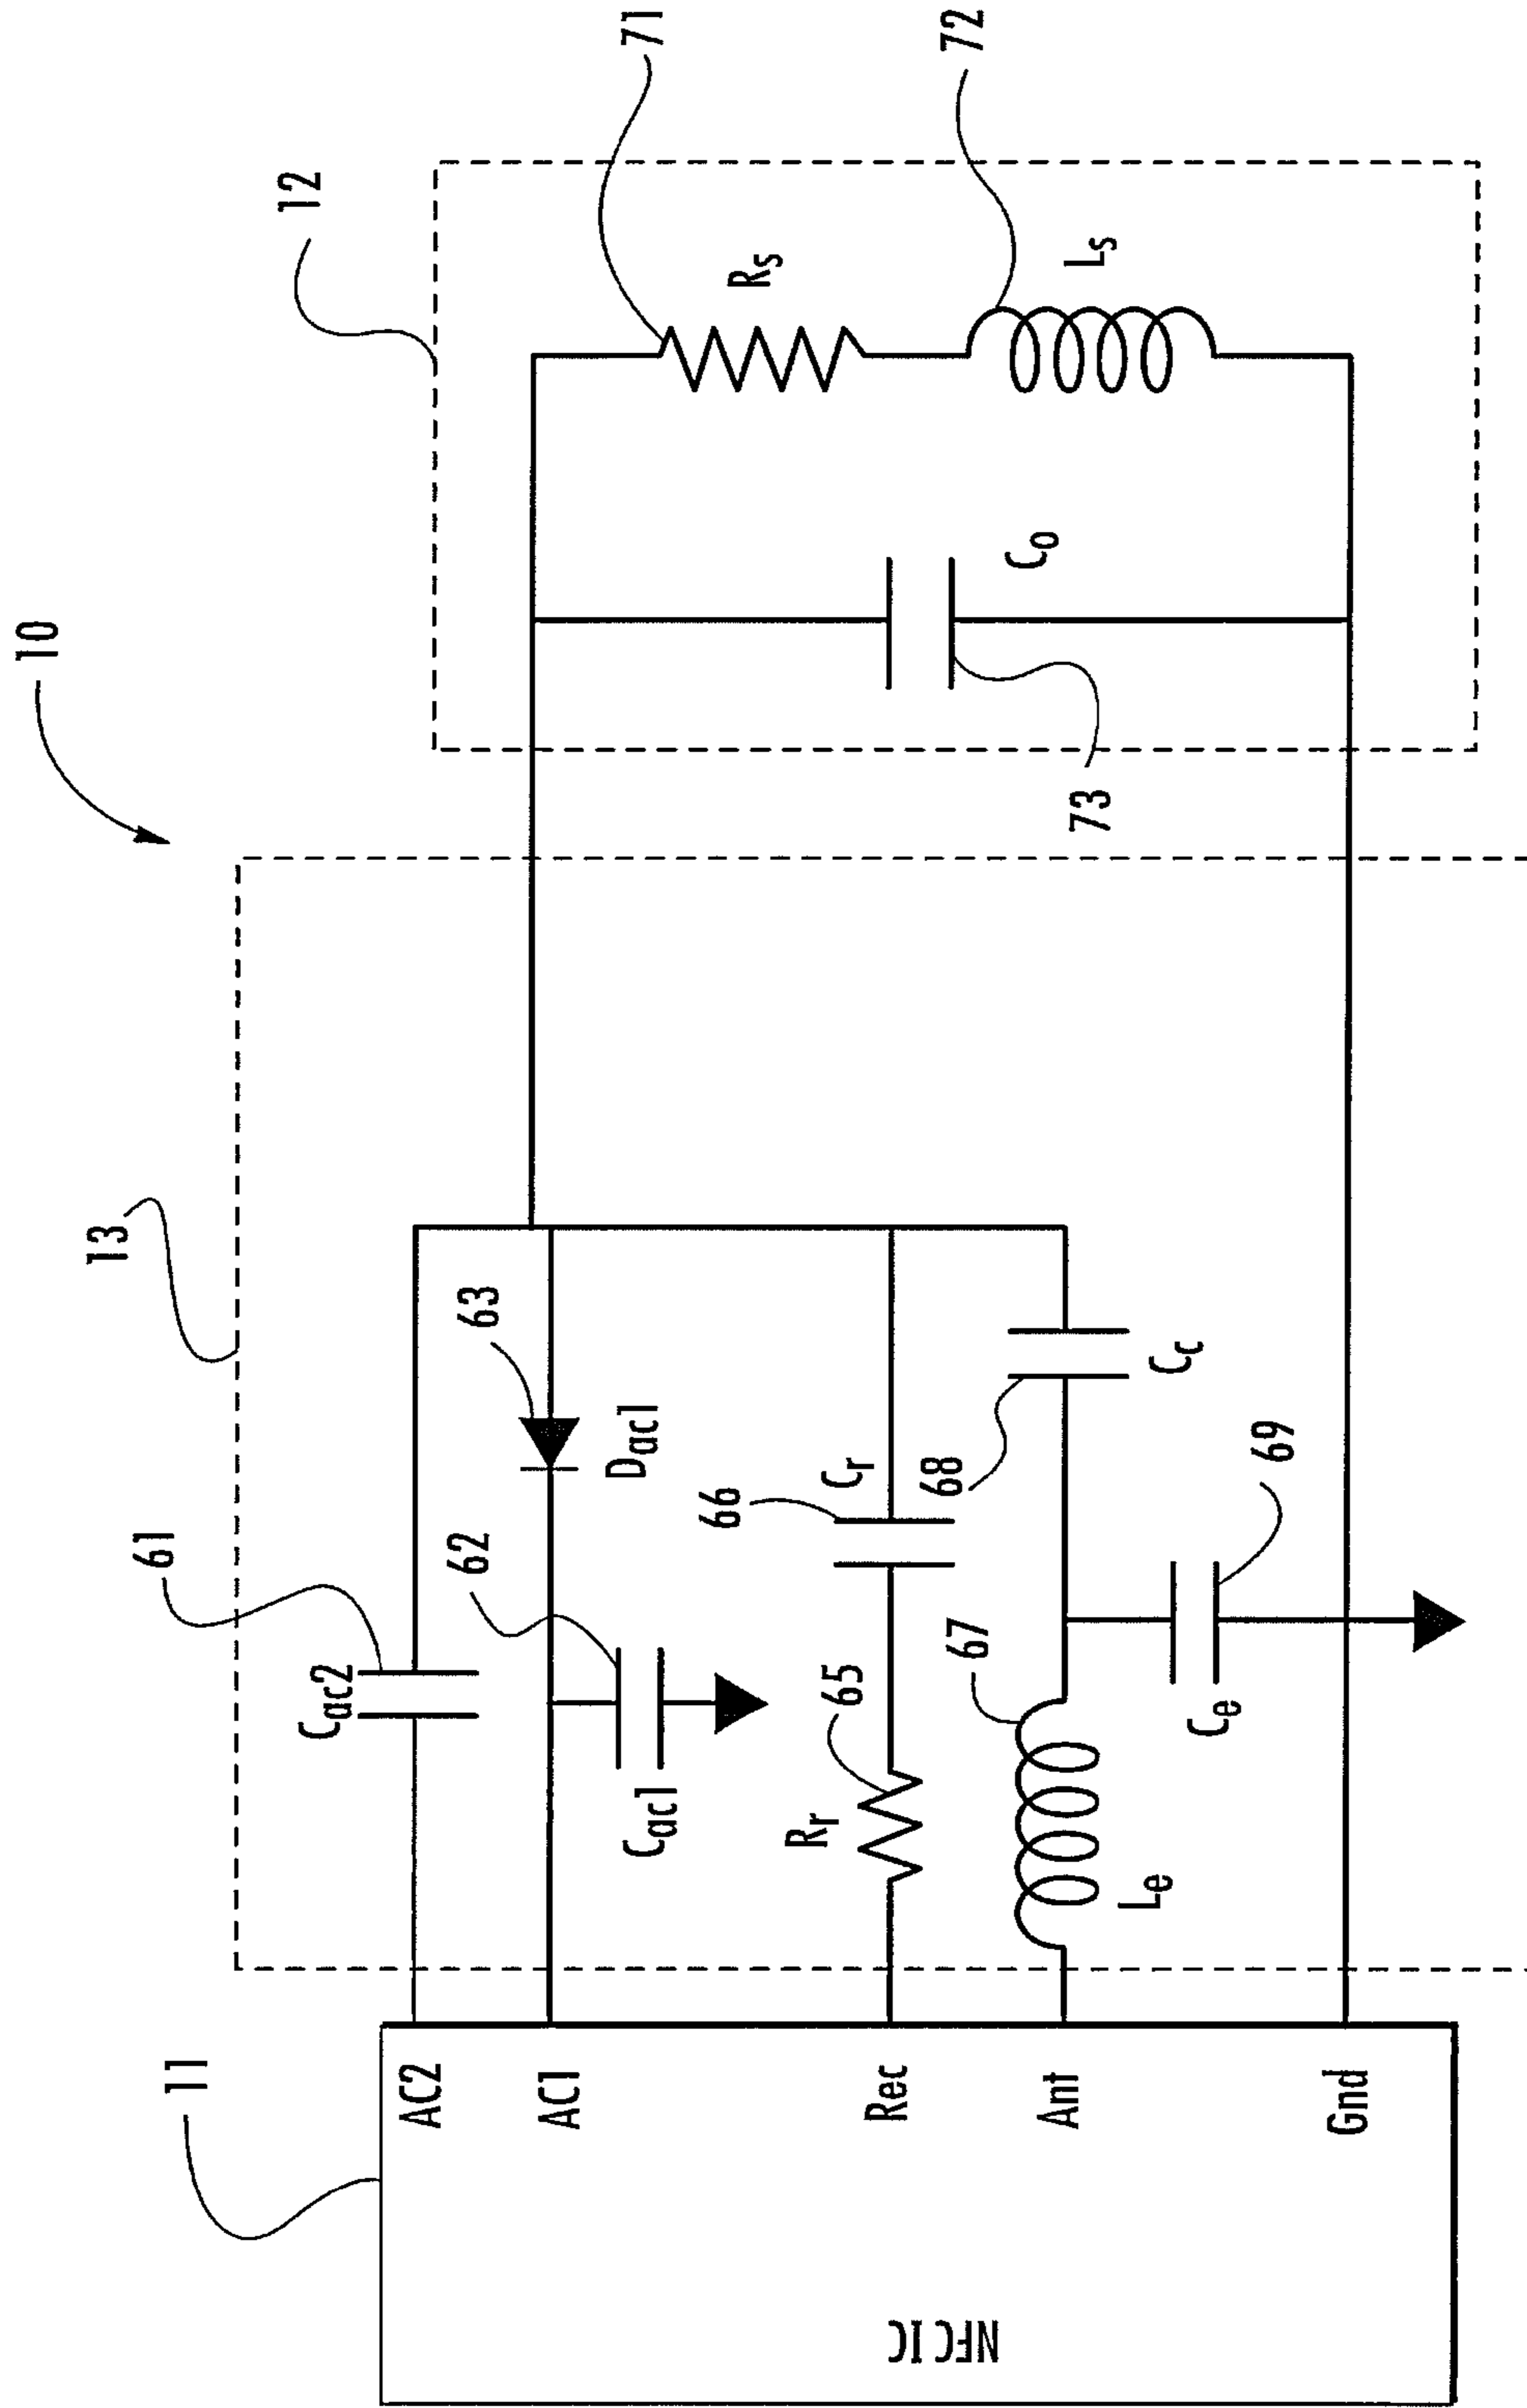 10
11
13
12
61
62
63
71
72
73
66
65
67
68
69
NFC IC
AC2
AC1
Rec
Ant
Gnd
Cac2
Cac1
Dac1
Rr
Cr
Le
Ce
Cc
Co
Rs
Ls